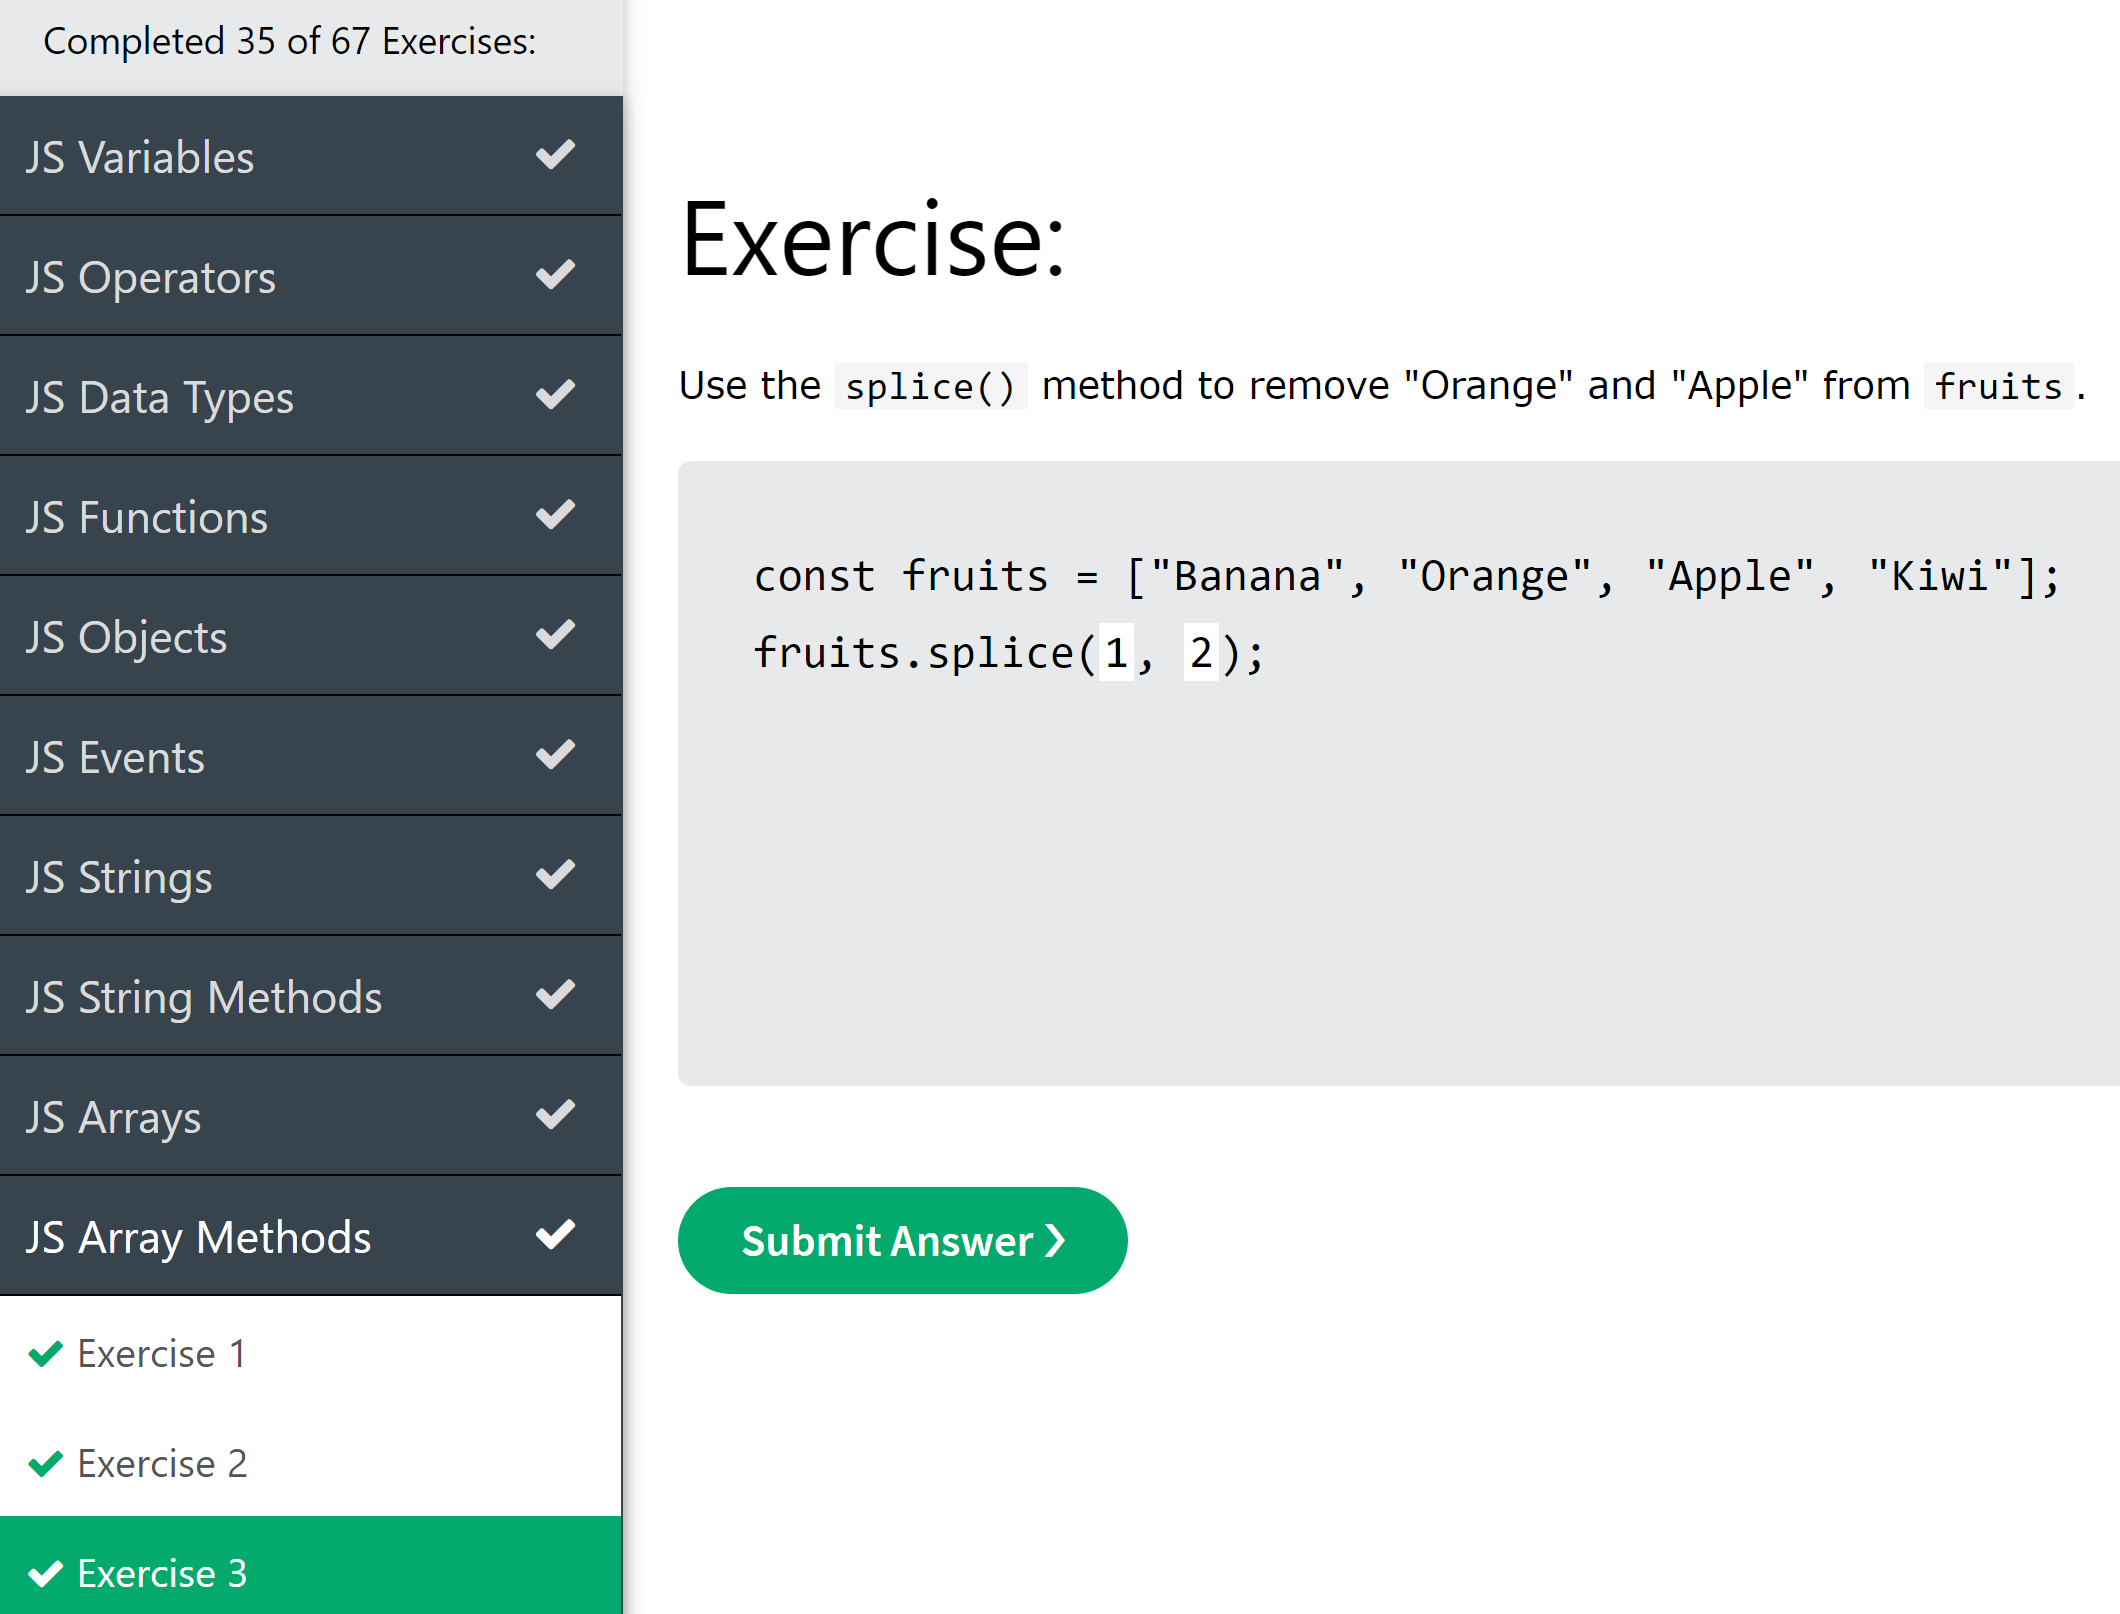 Completed 35 of 67 Exercises:
JS Variables
JS Operators
JS Data Types
JS Functions
JS Objects
JS Events
JS Strings
JS String Methods
JS Arrays
JS Array Methods
Exercise 1
Exercise 2
Exercise 3
Exercise:
Use the splice() method to remove "Orange" and "Apple" from fruits.
const fruits = ["Banana", "Orange", "Apple", "Kiwi"];
fruits.splice(1, 2);
Submit Answer ❯